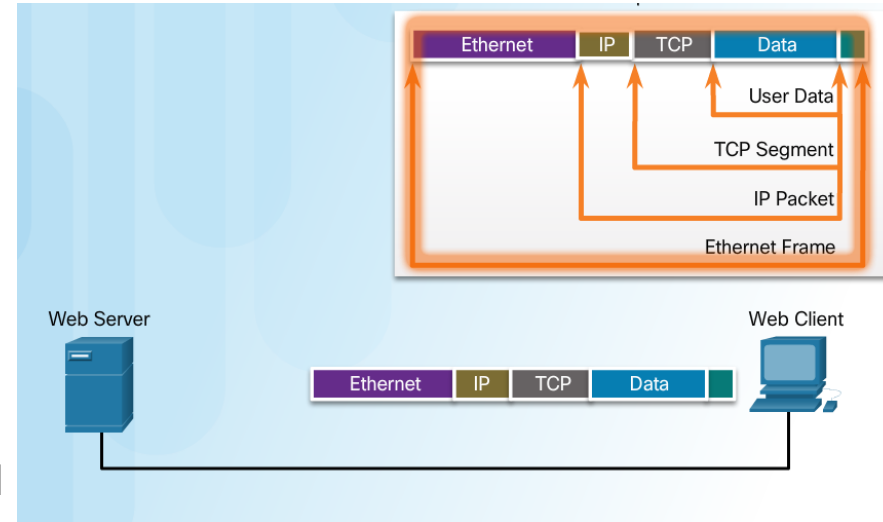 Ethernet IP TCP Data
User Data
TCP Segment
IP Packet
Ethernet Frame
Web Server Web Client
Ethernet IP TCP Data